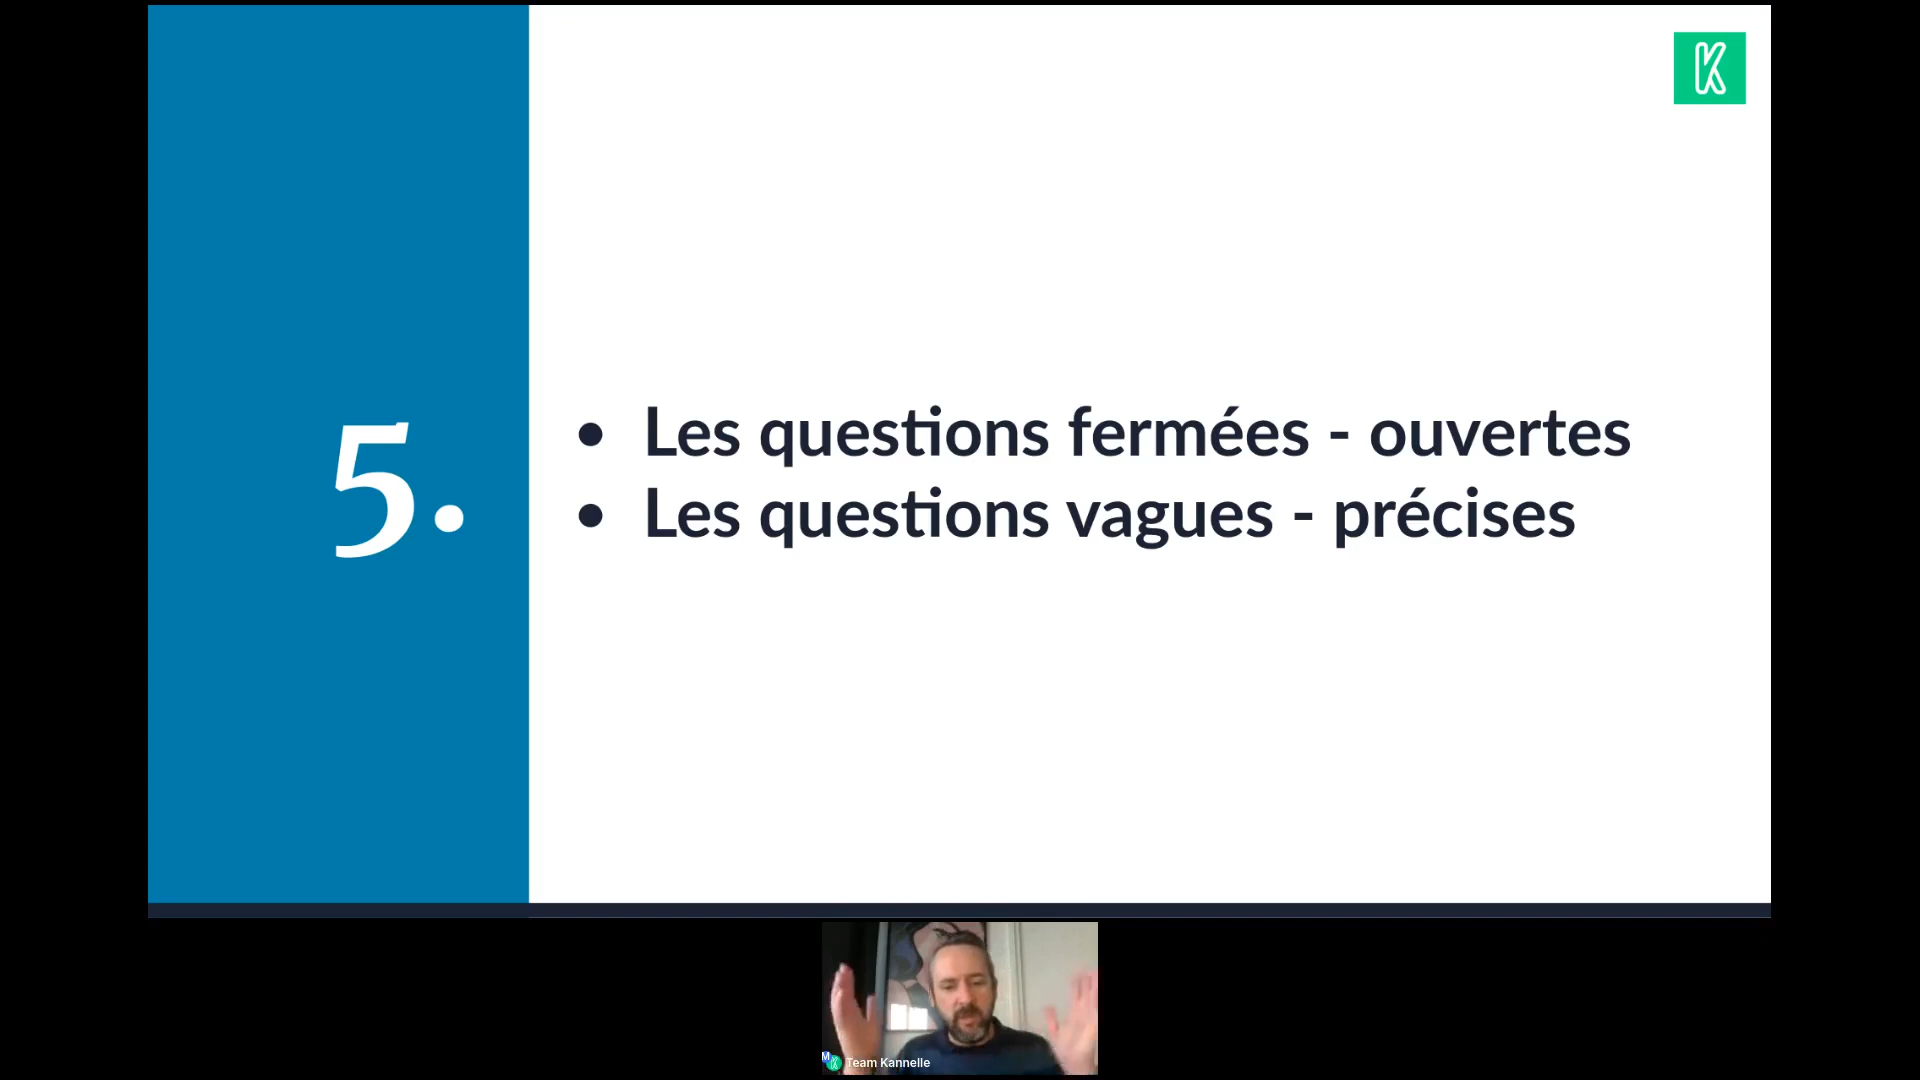 K
5.
• Les questions fermées - ouvertes
• Les questions vagues - précises
M
Team Kannelle